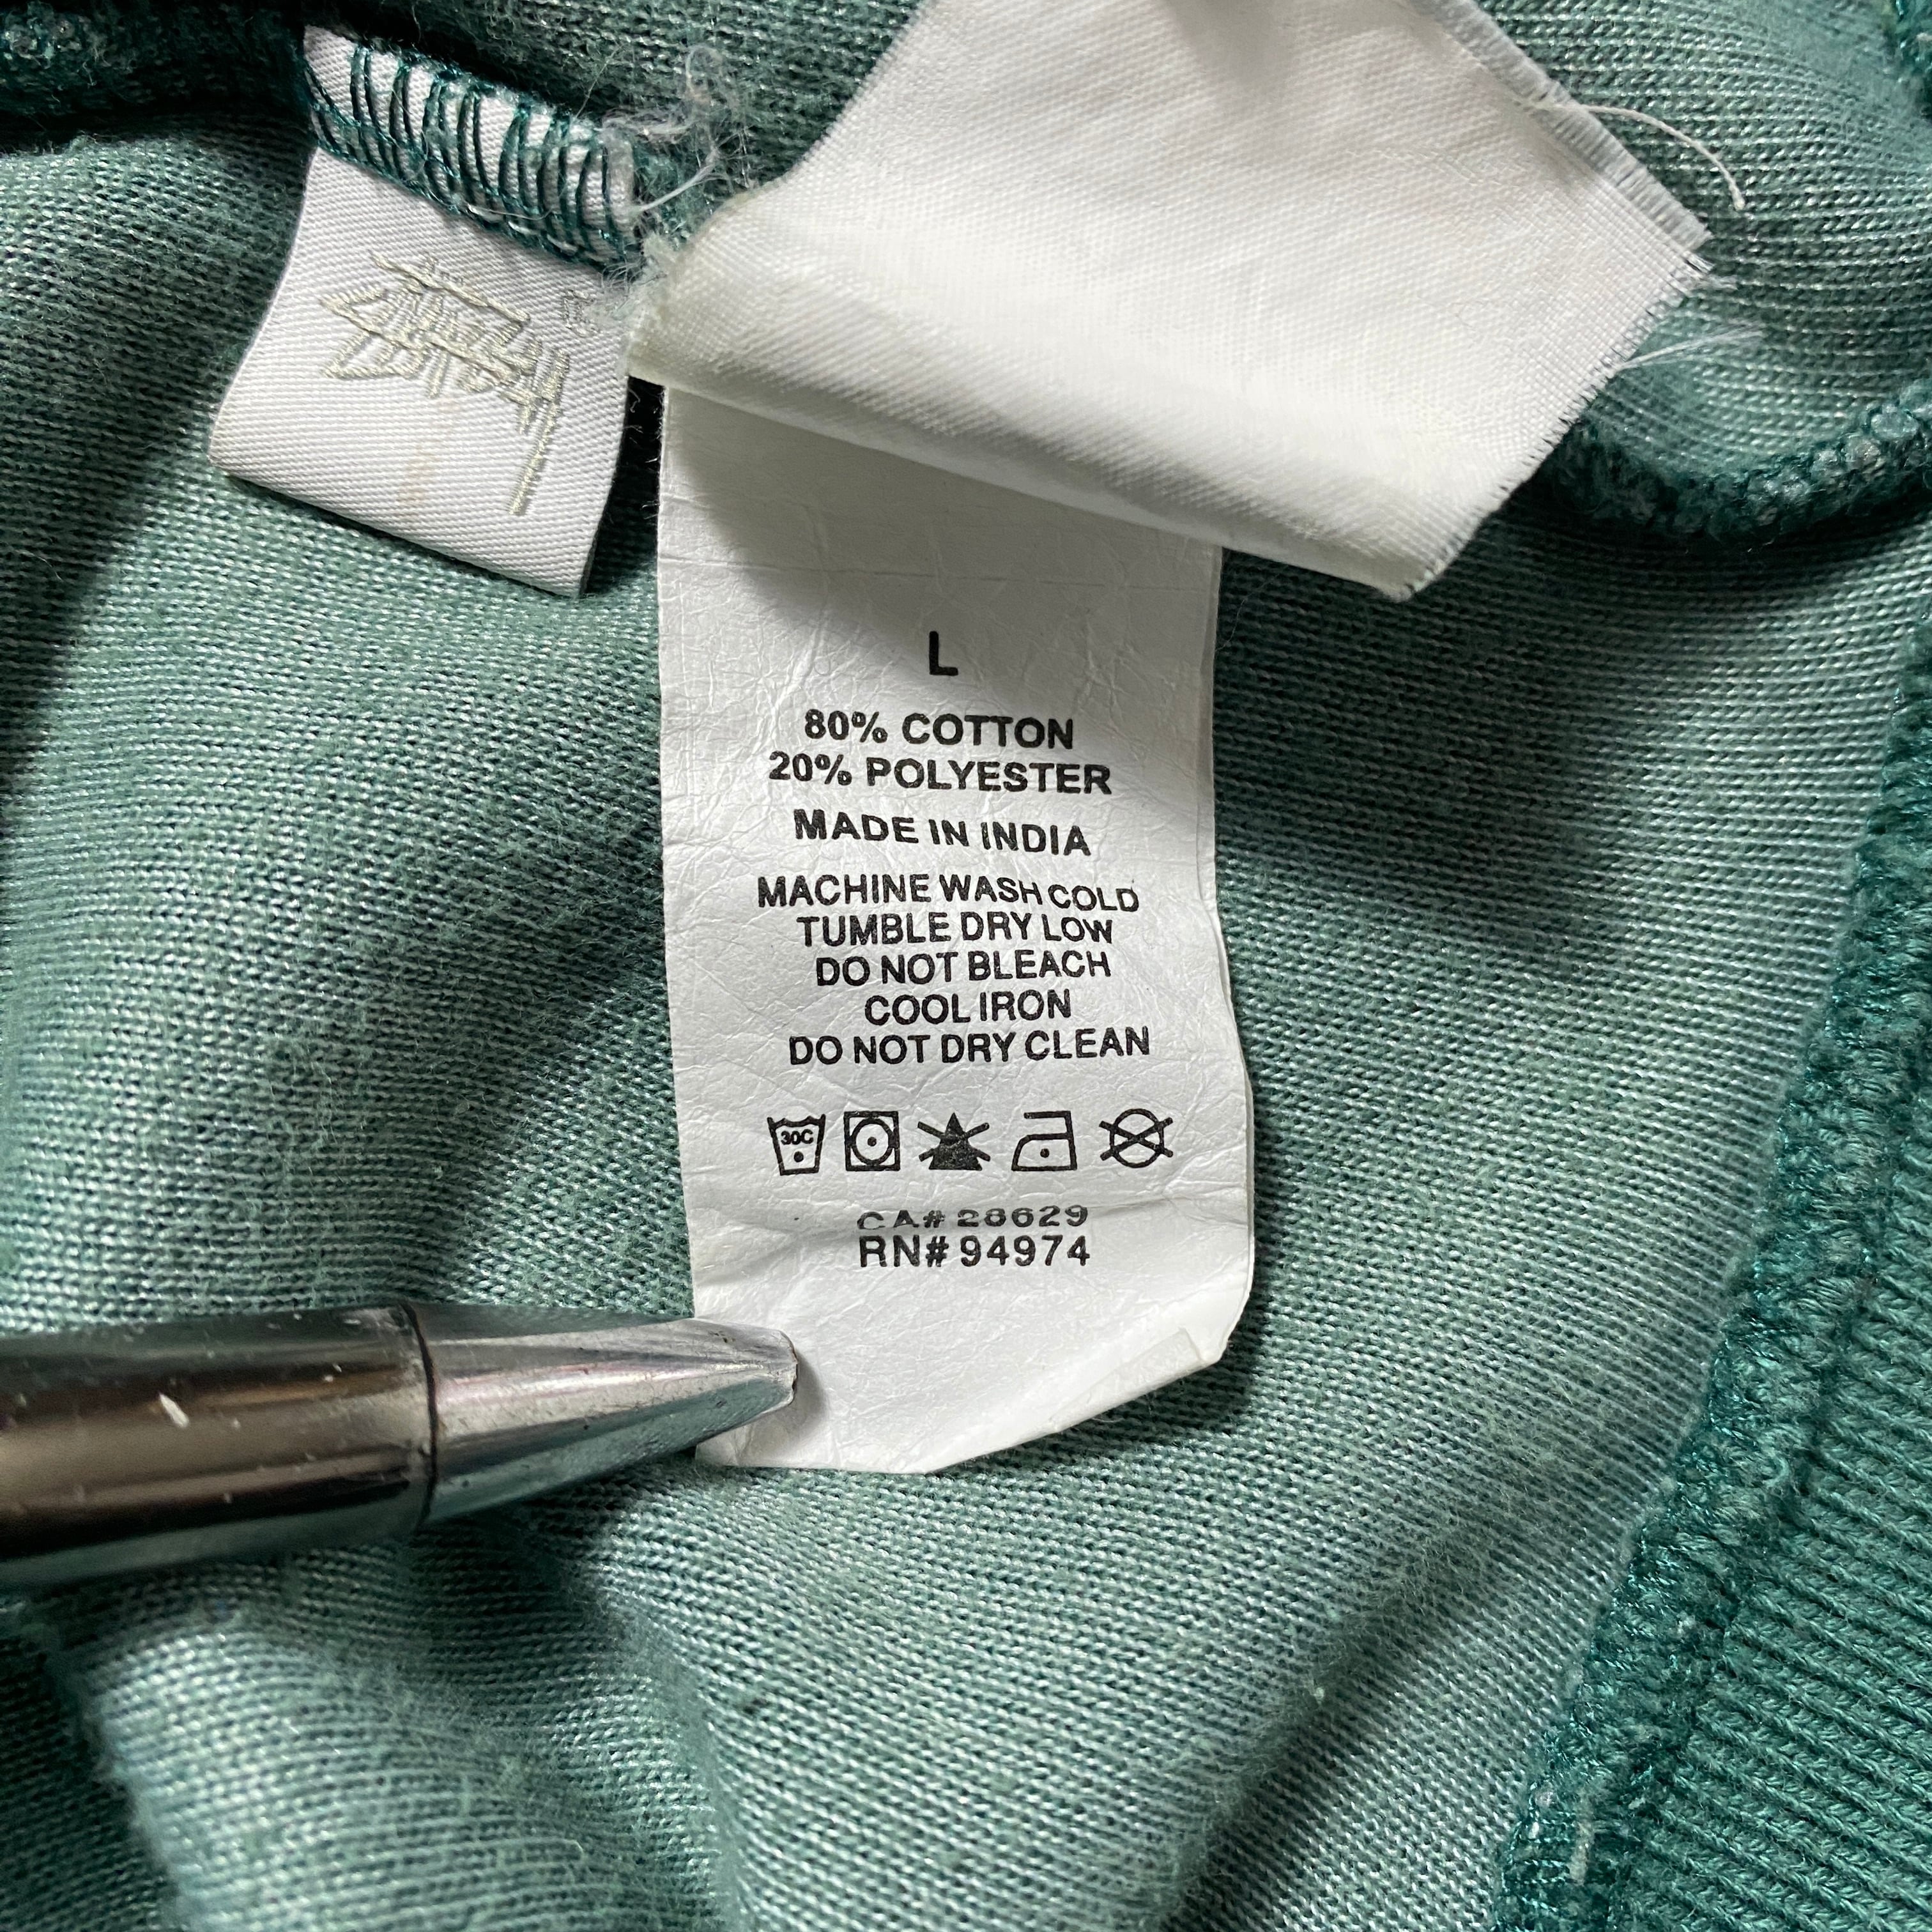 L
80% COTTON
20% POLYESTER
MADE IN INDIA
MACHINE WASH COLD
TUMBLE DRY LOW
DO NOT BLEACH
COOL IRON
DO NOT DRY CLEAN
30C
CA# 28629
RN# 94974